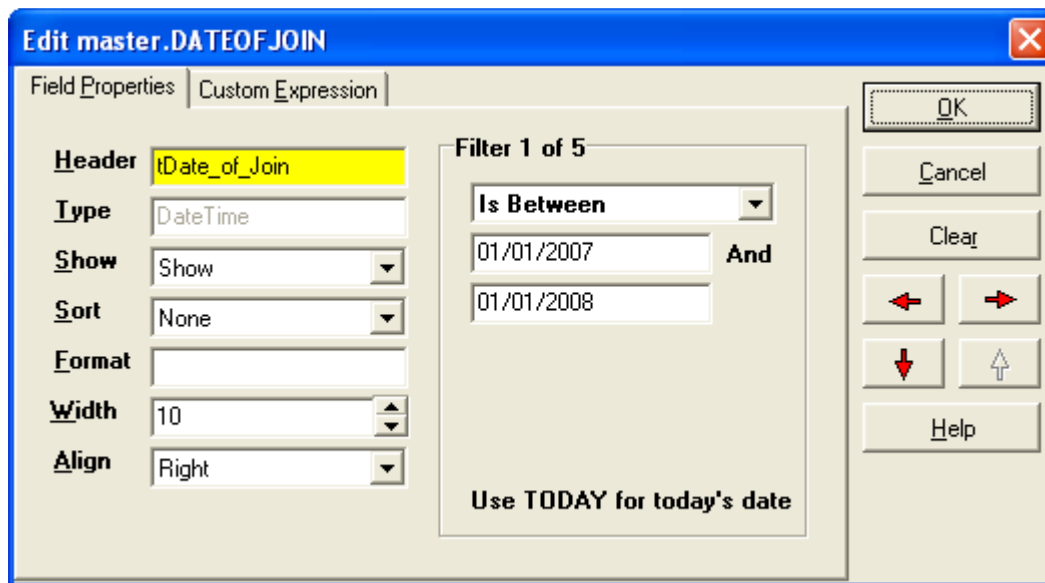 Edit master.DATEOFJOIN
Field Properties
Custom Expression
Header
tDate_of_Join
Type
DateTime
Show
Show
Sort
None
Format
Width
10
Align
Right
Filter 1 of 5
Is Between
01/01/2007
And
01/01/2008
Use TODAY for today's date
OK
Cancel
Clear
Help